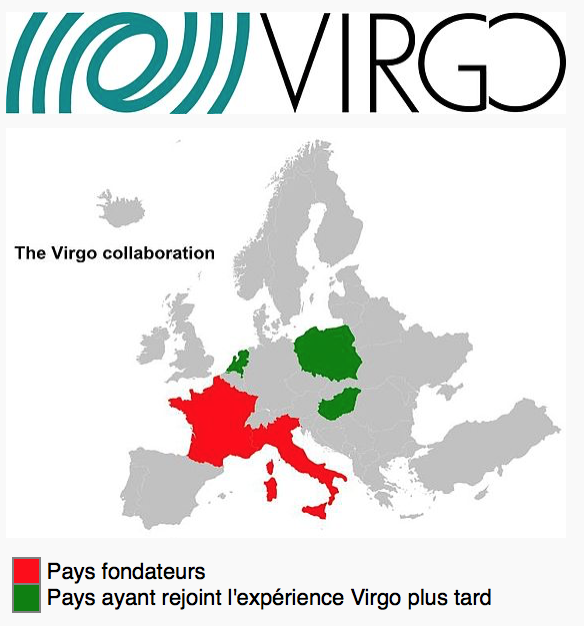 VIRGO
The Virgo collaboration
Pays fondateurs
Pays ayant rejoint l'expérience Virgo plus tard